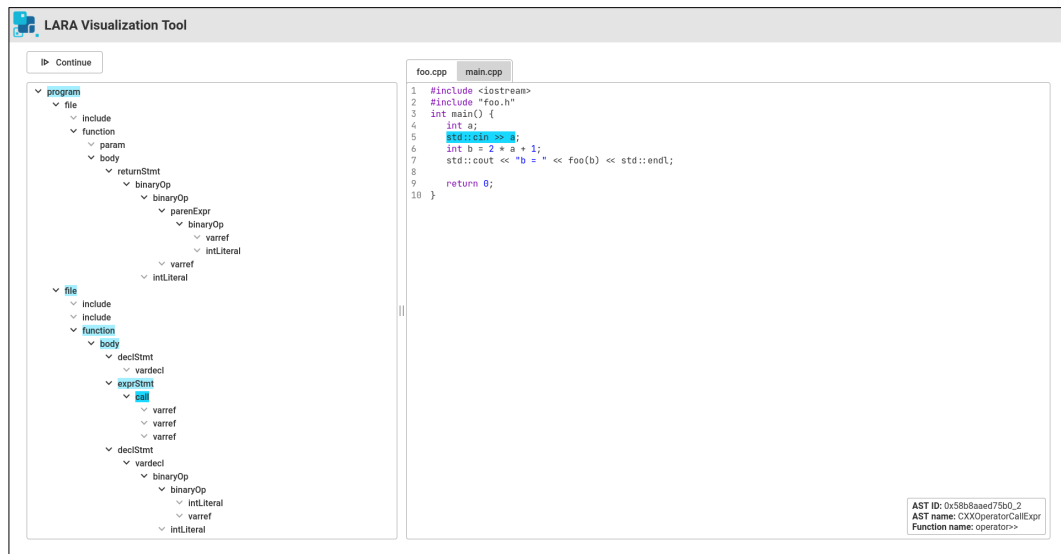 LARA Visualization Tool
Continue
program
file
include
function
param
body
returnStmt
binaryOp
binaryOp
parenExpr
binaryOp
varref
intLiteral
varref
intLiteral
file
include
include
function
body
declStmt
vardecl
exprStmt
call
varref
varref
varref
declStmt
vardecl
binaryOp
binaryOp
intLiteral
varref
intLiteral
foo.cpp main.cpp
1 #include <iostream>
2 #include "foo.h"
3 int main() {
4 int a;
5 std::cin >> a;
6 int b = 2 * a + 1;
7 std::cout << "b = " << foo(b) << std::endl;
8
9 return 0;
10 }
AST ID: 0x58b8aaed75b0_2
AST name: CXXOperatorCallExpr
Function name: operator>>